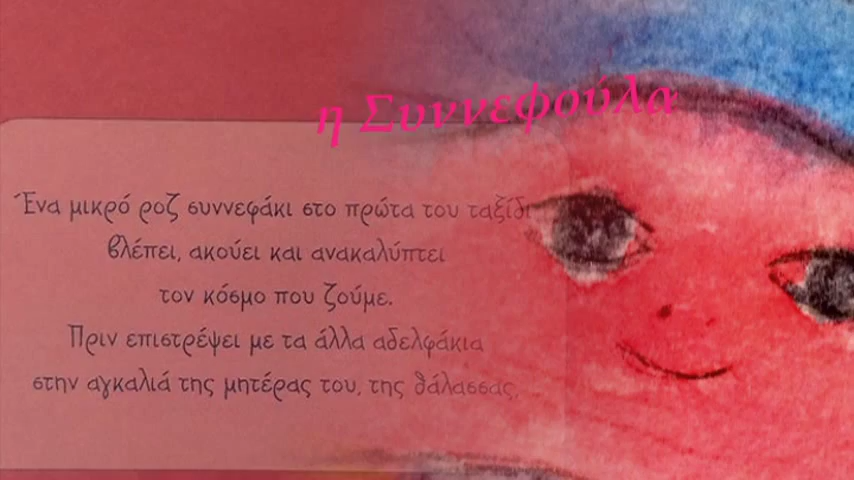 η Συννεφούλα
Ένα μικρό ροζ συννεφάκι στο πρώτα του ταξίδι
βλέπει, ακούει και ανακαλύπτει
τον κόσμο που ζούμε.
Πριν επιστρέψει με τα άλλα αδελφάκια
στην αγκαλιά της μητέρας του, της θάλασσας,